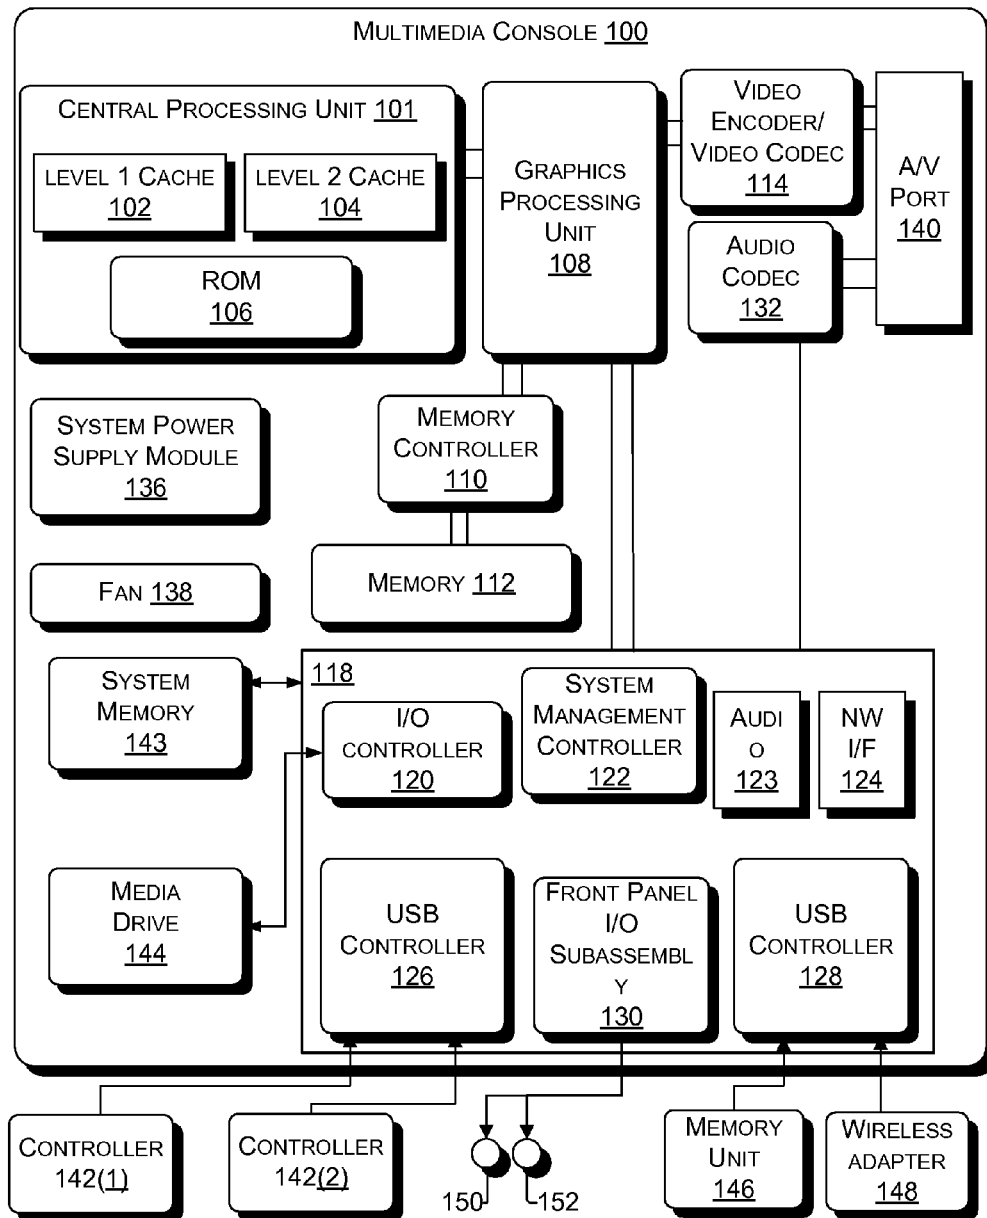 MULTIMEDIA CONSOLE 100
CENTRAL PROCESSING UNIT 101
LEVEL 1 CACHE
102
LEVEL 2 CACHE
104
ROM
106
GRAPHICS
PROCESSING
UNIT
108
VIDEO
ENCODER/
VIDEO CODEC
114
A/V
PORT
140
AUDIO
CODEC
132
SYSTEM POWER
SUPPLY MODULE
136
MEMORY
CONTROLLER
110
FAN 138
MEMORY 112
SYSTEM
MEMORY
143
118
I/O
CONTROLLER
120
SYSTEM
MANAGEMENT
CONTROLLER
122
AUDI
O
123
NW
I/F
124
MEDIA
DRIVE
144
USB
CONTROLLER
126
FRONT PANEL
I/O
SUBASSEMBL
Y
130
USB
CONTROLLER
128
CONTROLLER
142(1)
CONTROLLER
142(2)
150
152
MEMORY
UNIT
146
WIRELESS
ADAPTER
148